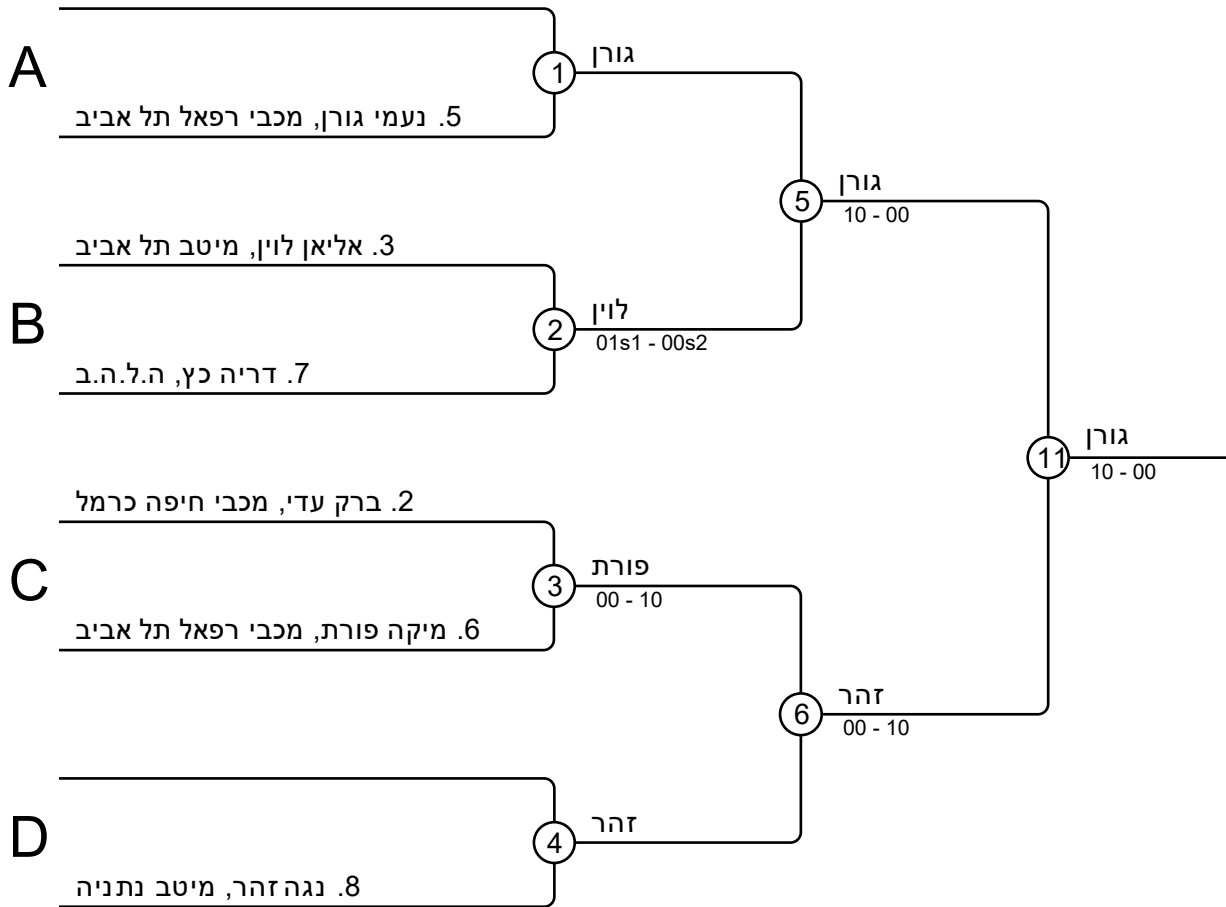 A
1
גורן
5. נעמי גורן, מכבי רפאל תל אביב
5
גורן
10 - 00
3. אליאן לוין, מיטב תל אביב
B
2
לוין
01s1 - 00s2
7. דריה כץ, ה.ל.ה.ב
11
גורן
10 - 00
2. ברק עדי, מכבי חיפה כרמל
C
3
פורת
00 - 10
6. מיקה פורת, מכבי רפאל תל אביב
6
זהר
00 - 10
D
4
זהר
8. נגה זהר, מיטב נתניה